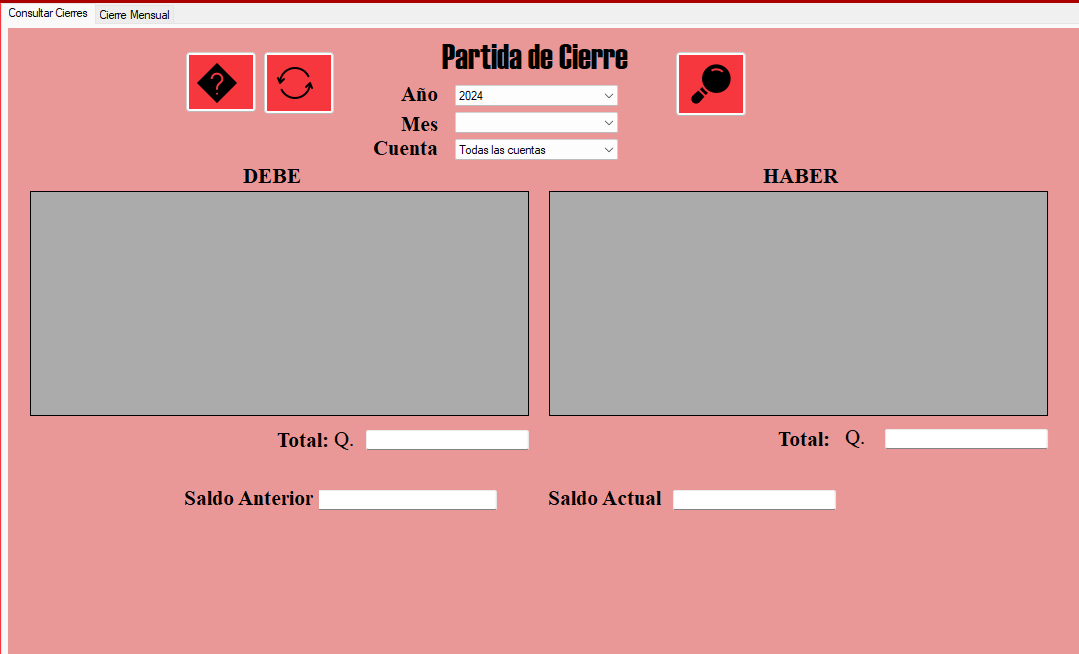 Consultar Cierres Cierre Mensual
Partida de Cierre
?
Año 2024
Mes
Cuenta Todas las cuentas
DEBE HABER
Total: Q. Total: Q.
Saldo Anterior Saldo Actual